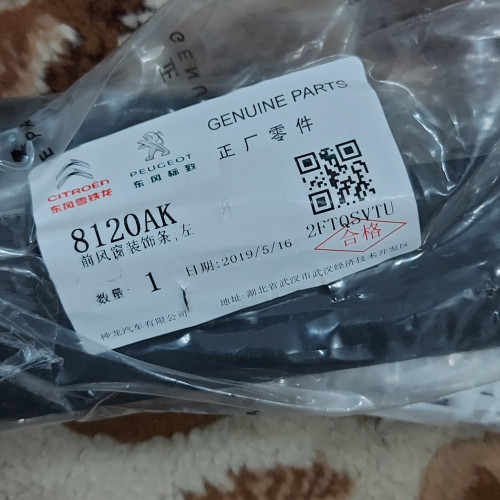 GENUINE PARTS
正厂零件
CITROËN
东风雪铁龙
PEUGEOT
东风标致
8120AK
前风窗装饰条,左
2FTQSVTU
合格
数量: 1
日期:2019/5/16
地址:湖北省武汉市武汉经济技术开发区
神龙汽车有限公司